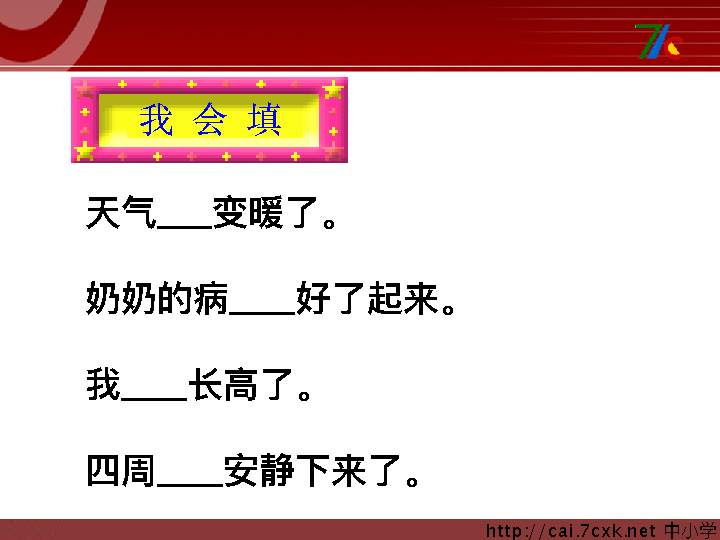 7c
我会填
天气___变暖了。
奶奶的病____好了起来。
我____长高了。
四周____安静下来了。
http://cai.7cxk.net 中小学